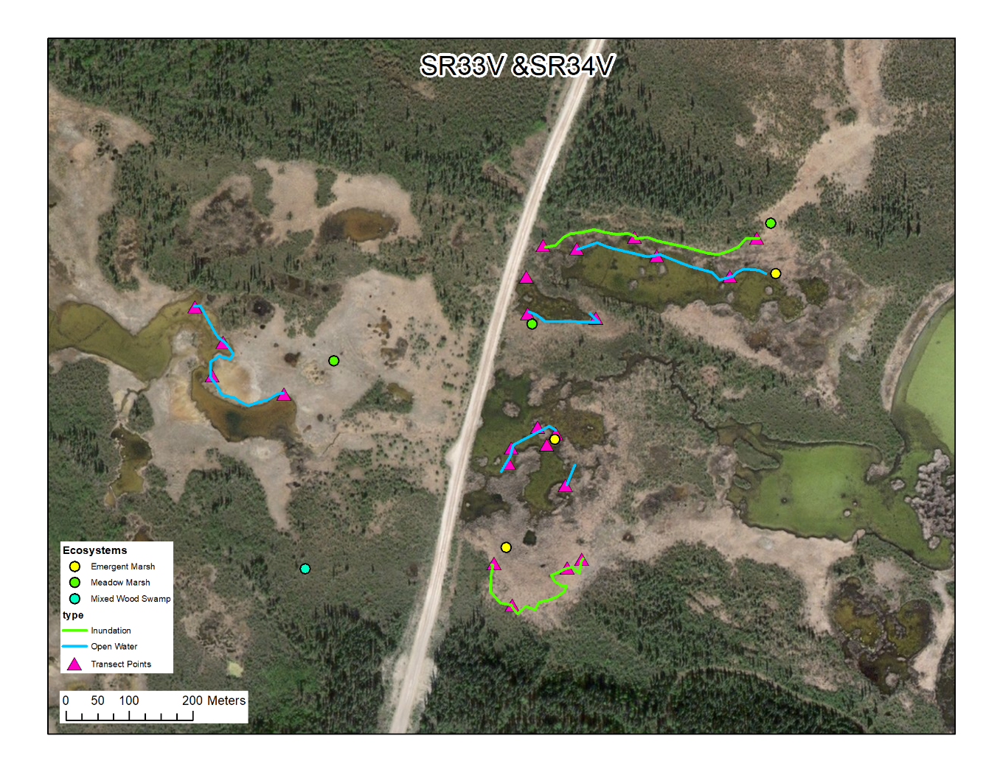 SR33V &SR34V
Ecosystems
Emergent Marsh
Meadow Marsh
Mixed Wood Swamp
type
Inundation
Open Water
Transect Points
0 50 100 200 Meters